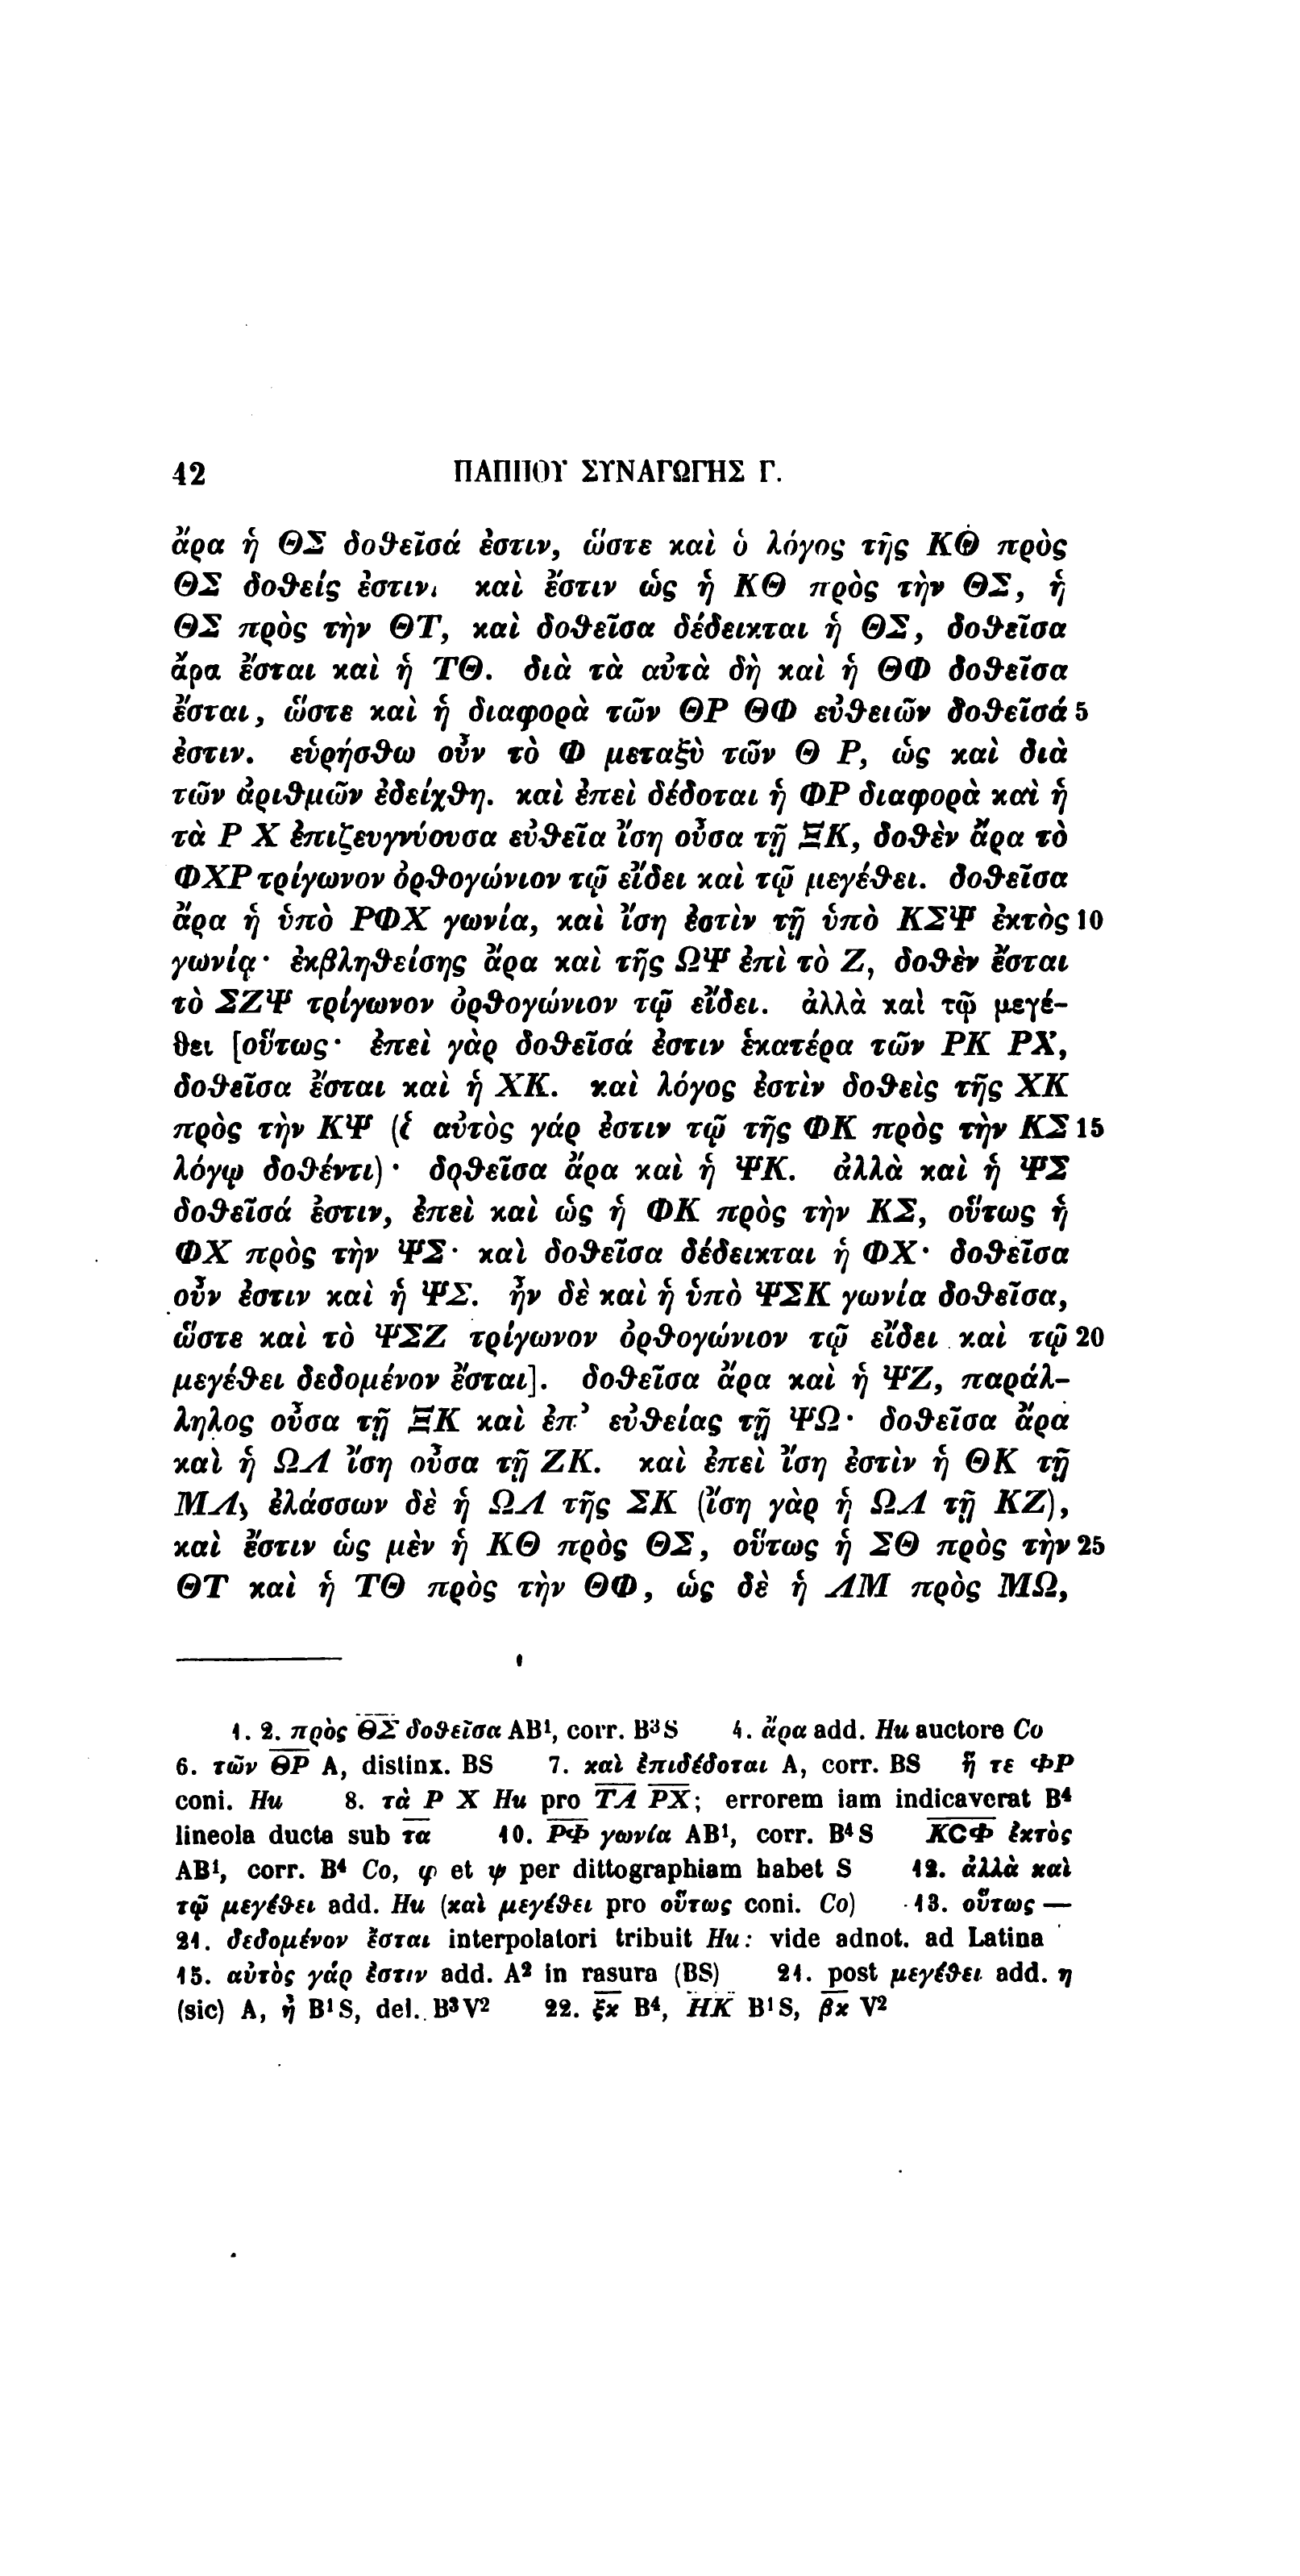 42 ΠΑΠΠΟΥ ΣΥΝΑΓΩΓΗΣ Γ.
ἄρα ἡ ΘΣ δοθεῖσά ἐστιν, ὥστε καὶ ὁ λόγος τῆς ΚΘ πρὸς
ΘΣ δοθείς ἐστιν. καὶ ἔστιν ὡς ἡ ΚΘ πρὸς τὴν ΘΣ, ἡ
ΘΣ πρὸς τὴν ΘΤ, καὶ δοθεῖσα δέδεικται ἡ ΘΣ, δοθεῖσα
ἄρα ἔσται καὶ ἡ ΤΘ. διὰ τὰ αὐτὰ δὴ καὶ ἡ ΘΦ δοθεῖσα
ἔσται, ὥστε καὶ ἡ διαφορὰ τῶν ΘΡ ΘΦ εὐθειῶν δοθεῖσά 5
ἐστιν. εὑρήσθω οὖν τὸ Φ μεταξὺ τῶν Θ Ρ, ὡς καὶ διὰ
τῶν ἀριθμῶν ἐδείχθη. καὶ ἐπεὶ δέδοται ἡ ΦΡ διαφορὰ καὶ ἡ
τὰ Ρ Χ ἐπιζευγνύουσα εὐθεῖα ἴση οὖσα τῇ ΞΚ, δοθὲν ἄρα τὸ
ΦΧΡ τρίγωνον ὀρθογώνιον τῷ εἴδει καὶ τῷ μεγέθει. δοθεῖσα
ἄρα ἡ ὑπὸ ΡΦΧ γωνία, καὶ ἴση ἐστὶν τῇ ὑπὸ ΚΣΨ ἐκτὸς 10
γωνίᾳ· ἐκβληθείσης ἄρα καὶ τῆς ΩΨ ἐπὶ τὸ Ζ, δοθὲν ἔσται
τὸ ΣΖΨ τρίγωνον ὀρθογώνιον τῷ εἴδει. ἀλλὰ καὶ τῷ μεγέ-
θει [οὕτως· ἐπεὶ γὰρ δοθεῖσά ἐστιν ἑκατέρα τῶν ΡΚ ΡΧ,
δοθεῖσα ἔσται καὶ ἡ ΧΚ. καὶ λόγος ἐστὶν δοθεὶς τῆς ΧΚ
πρὸς τὴν ΚΨ (ὁ αὐτὸς γάρ ἐστιν τῷ τῆς ΦΚ πρὸς τὴν ΚΣ 15
λόγῳ δοθέντι)· δοθεῖσα ἄρα καὶ ἡ ΨΚ. ἀλλὰ καὶ ἡ ΨΣ
δοθεῖσά ἐστιν, ἐπεὶ καὶ ὡς ἡ ΦΚ πρὸς τὴν ΚΣ, οὕτως ἡ
ΦΧ πρὸς τὴν ΨΣ· καὶ δοθεῖσα δέδεικται ἡ ΦΧ· δοθεῖσα
οὖν ἐστιν καὶ ἡ ΨΣ. ἦν δὲ καὶ ἡ ὑπὸ ΨΣΚ γωνία δοθεῖσα,
ὥστε καὶ τὸ ΨΣΖ τρίγωνον ὀρθογώνιον τῷ εἴδει καὶ τῷ 20
μεγέθει δεδομένον ἔσται]. δοθεῖσα ἄρα καὶ ἡ ΨΖ, παράλ-
ληλος οὖσα τῇ ΞΚ καὶ ἐπ' εὐθείας τῇ ΨΩ· δοθεῖσα ἄρα
καὶ ἡ ΩΛ ἴση οὖσα τῇ ΖΚ. καὶ ἐπεὶ ἴση ἐστὶν ἡ ΘΚ τῇ
ΜΛ, ἐλάσσων δὲ ἡ ΩΛ τῆς ΣΚ (ἴση γὰρ ἡ ΩΛ τῇ ΚΖ),
καὶ ἔστιν ὡς μὲν ἡ ΚΘ πρὸς ΘΣ, οὕτως ἡ ΣΘ πρὸς τὴν 25
ΘΤ καὶ ἡ ΤΘ πρὸς τὴν ΘΦ, ὡς δὲ ἡ ΛΜ πρὸς ΜΩ,
1. 2. πρὸς ΘΣ δοθεῖσα AB¹, corr. B³S 4. ἄρα add. Hu auctore Co
6. τῶν ΘΡ A, distinx. BS 7. καὶ ἐπιδέδοται A, corr. BS ἥ τε ΦΡ
coni. Hu 8. τὰ Ρ Χ Hu pro ΤΑ ΡΧ; errorem iam indicaverat B⁴
lineola ducta sub τα 10. ΡΦ γωνία AB¹, corr. B⁴S ΚCΦ ἐκτὸς
AB¹, corr. B⁴ Co, φ et ψ per dittographiam habet S 12. ἀλλὰ καὶ
τῷ μεγέθει add. Hu (καὶ μεγέθει pro οὕτως coni. Co) 13. οὕτως —
21. δεδομένον ἔσται interpolatori tribuit Hu: vide adnot. ad Latina
15. αὐτὸς γάρ ἐστιν add. A² in rasura (BS) 21. post μεγέθει add. η
(sic) A, ἢ B¹S, del. B³V² 22. ξκ B⁴, ΗΚ B¹S, βκ V²